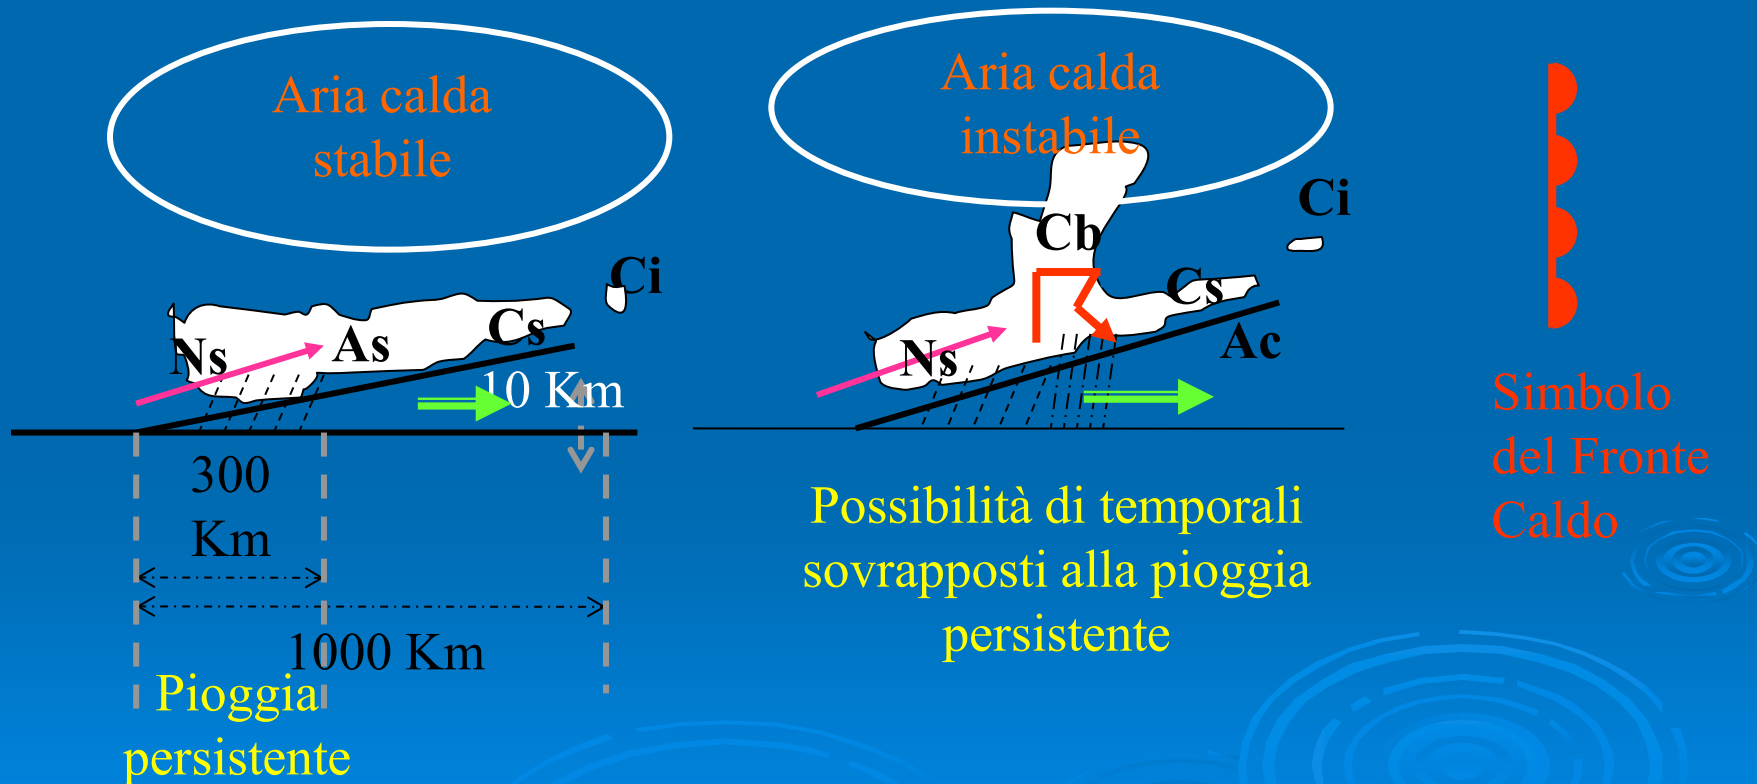 Aria calda
stabile
Ci
Ns
As
Cs
10 Km
300
Km
1000 Km
Pioggia
persistente
Aria calda
instabile
Ci
Cb
Cs
Ns
Ac
Possibilità di temporali
sovrapposti alla pioggia
persistente
Simbolo
del Fronte
Caldo